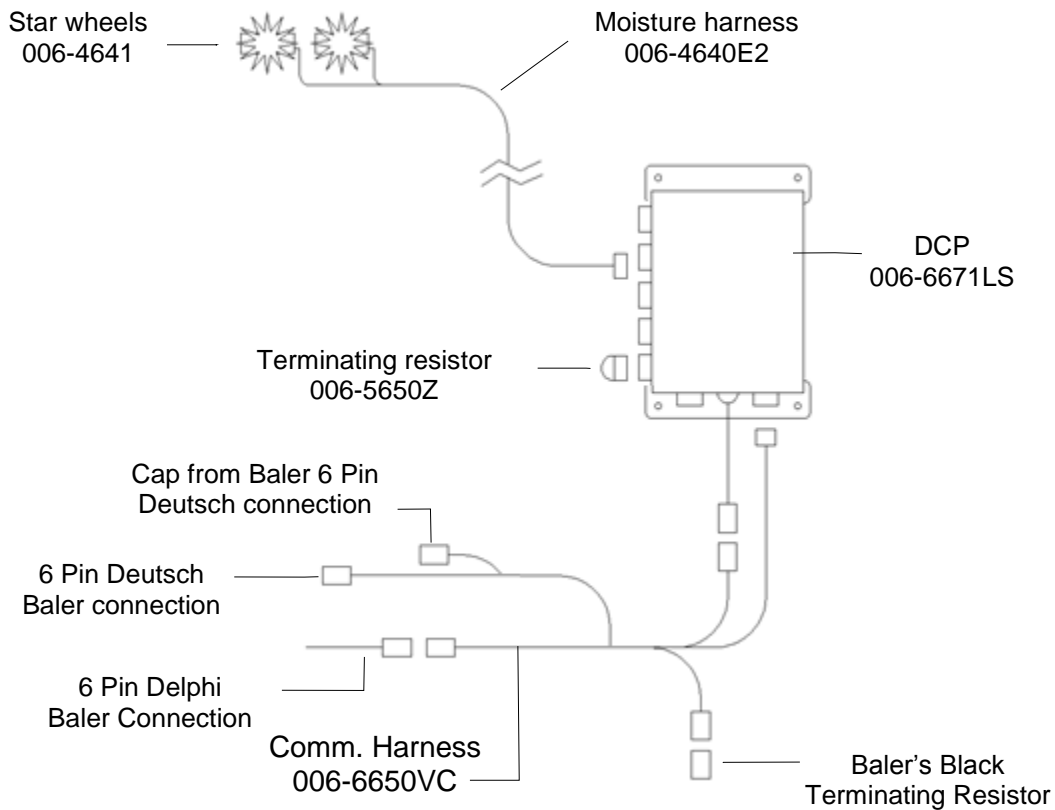 Star wheels
006-4641
Moisture harness
006-4640E2
DCP
006-6671LS
Terminating resistor
006-5650Z
Cap from Baler 6 Pin
Deutsch connection
6 Pin Deutsch
Baler connection
6 Pin Delphi
Baler Connection
Comm. Harness
006-6650VC
Baler's Black
Terminating Resistor